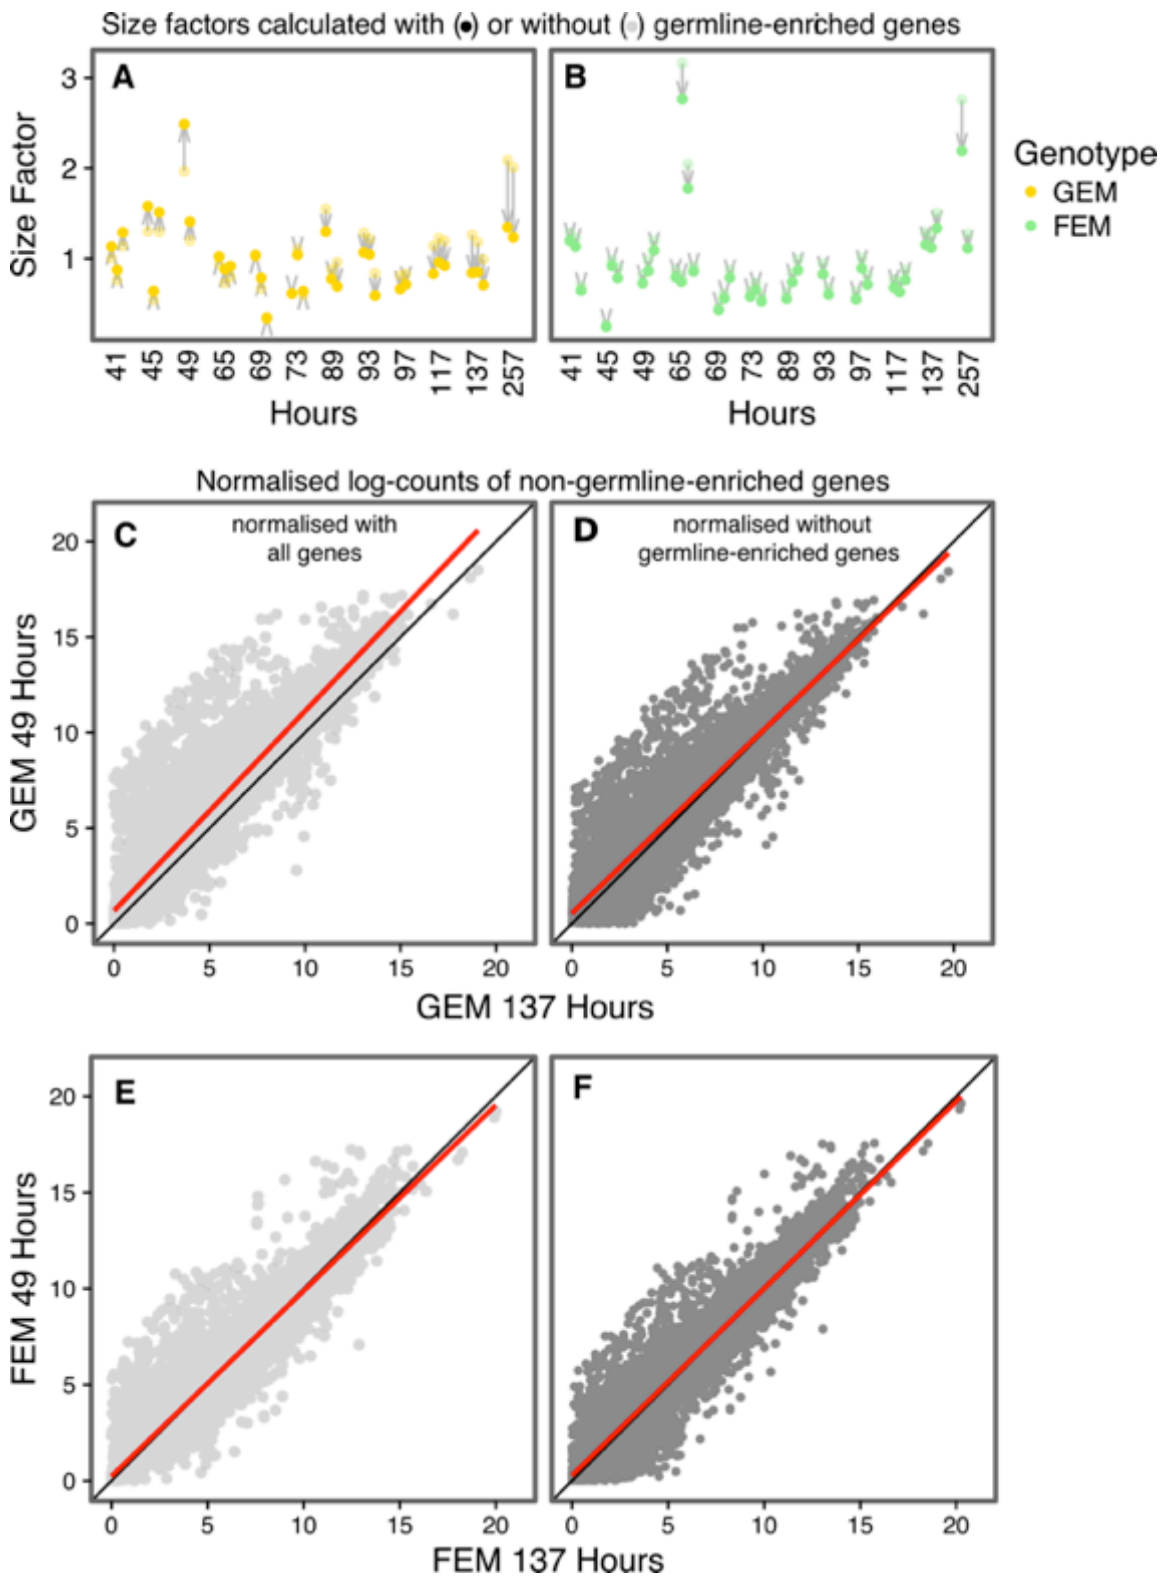 Size factors calculated with (●) or without (●) germline-enriched genes
A
B
3
2
1
Size Factor
41 45 49 65 69 73 89 93 97 117 137 257
41 45 49 65 69 73 89 93 97 117 137 257
Hours
Hours
Genotype
GEM
FEM
Normalised log-counts of non-germline-enriched genes
C
normalised with
all genes
D
normalised without
germline-enriched genes
20
15
10
5
0
GEM 49 Hours
0 5 10 15 20
0 5 10 15 20
GEM 137 Hours
E
F
20
15
10
5
0
FEM 49 Hours
0 5 10 15 20
0 5 10 15 20
FEM 137 Hours